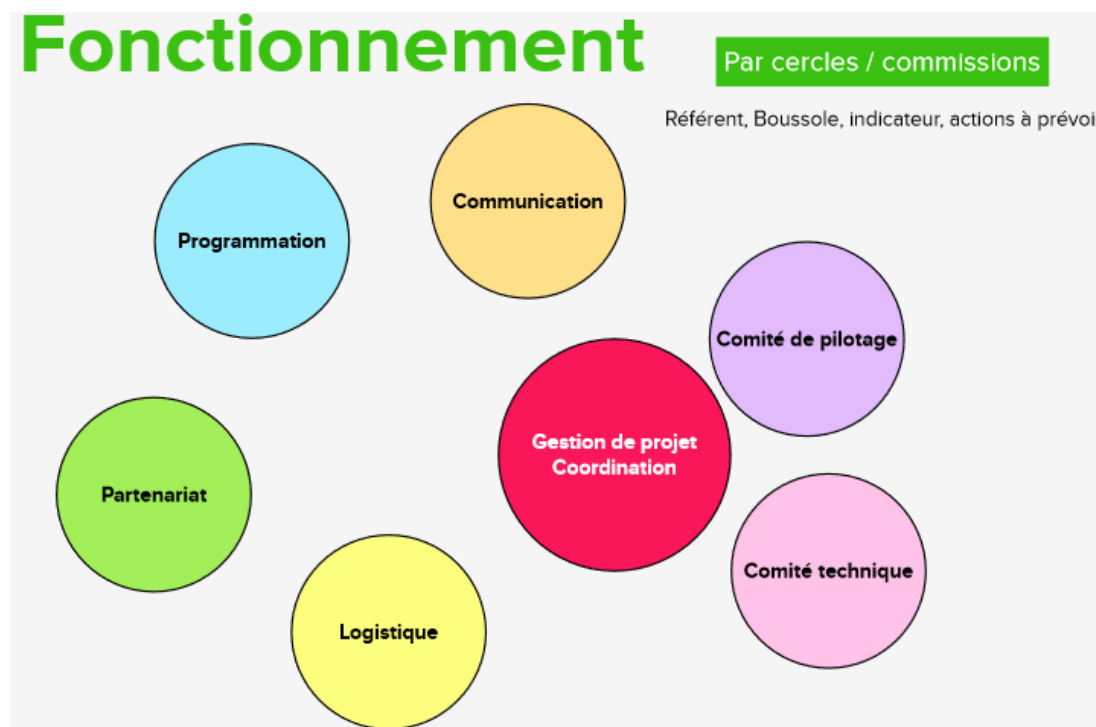 Fonctionnement
Par cercles / commissions
Référent, Boussole, indicateur, actions à prévoi
Communication
Programmation
Comité de pilotage
Gestion de projet
Coordination
Partenariat
Comité technique
Logistique